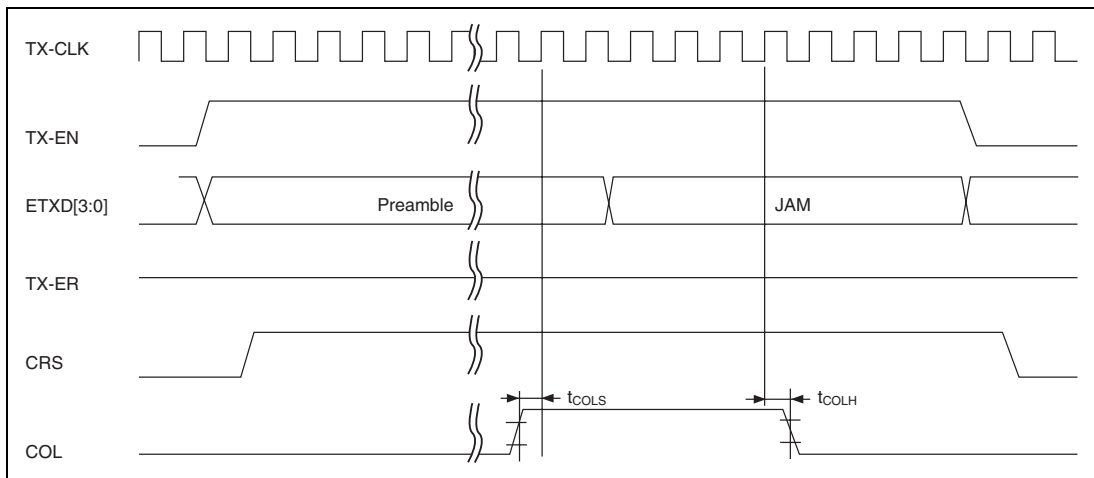 TX-CLK
TX-EN
ETXD[3:0]
Preamble
JAM
TX-ER
CRS
tCOLS
tCOLH
COL